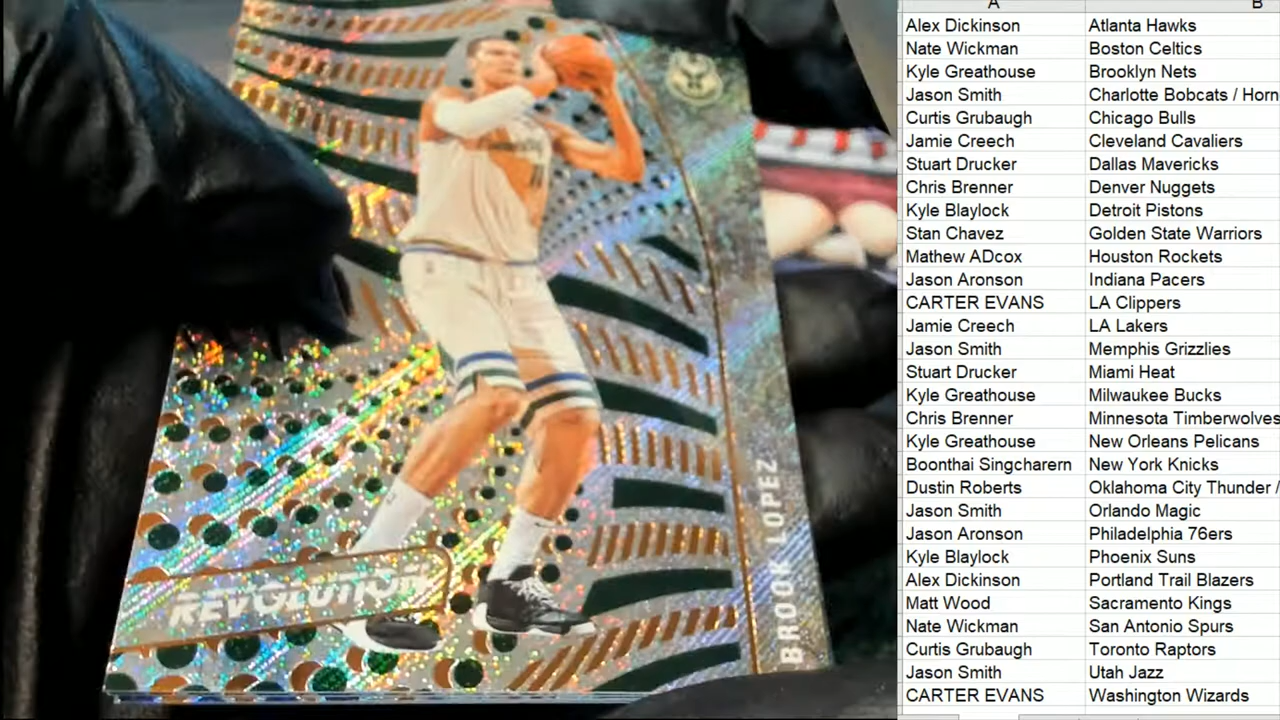 BROOK LOPEZ
REVOLUTION
A B
Alex Dickinson Atlanta Hawks
Nate Wickman Boston Celtics
Kyle Greathouse Brooklyn Nets
Jason Smith Charlotte Bobcats / Horn
Curtis Grubaugh Chicago Bulls
Jamie Creech Cleveland Cavaliers
Stuart Drucker Dallas Mavericks
Chris Brenner Denver Nuggets
Kyle Blaylock Detroit Pistons
Stan Chavez Golden State Warriors
Mathew ADcox Houston Rockets
Jason Aronson Indiana Pacers
CARTER EVANS LA Clippers
Jamie Creech LA Lakers
Jason Smith Memphis Grizzlies
Stuart Drucker Miami Heat
Kyle Greathouse Milwaukee Bucks
Chris Brenner Minnesota Timberwolves
Kyle Greathouse New Orleans Pelicans
Boonthai Singcharern New York Knicks
Dustin Roberts Oklahoma City Thunder /
Jason Smith Orlando Magic
Jason Aronson Philadelphia 76ers
Kyle Blaylock Phoenix Suns
Alex Dickinson Portland Trail Blazers
Matt Wood Sacramento Kings
Nate Wickman San Antonio Spurs
Curtis Grubaugh Toronto Raptors
Jason Smith Utah Jazz
CARTER EVANS Washington Wizards